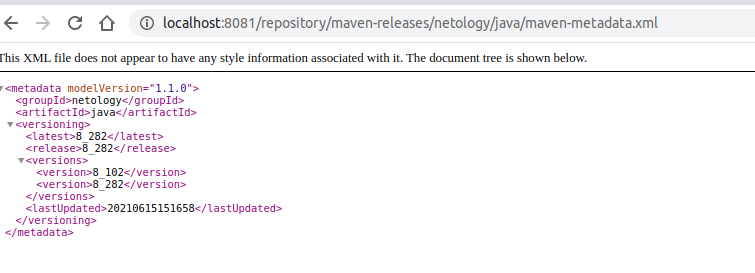 localhost:8081/repository/maven-releases/netology/java/maven-metadata.xml
This XML file does not appear to have any style information associated with it. The document tree is shown below.
<metadata modelVersion="1.1.0">
<groupId>netology</groupId>
<artifactId>java</artifactId>
<versioning>
<latest>8_282</latest>
<release>8_282</release>
<versions>
<version>8_102</version>
<version>8_282</version>
</versions>
<lastUpdated>20210615151658</lastUpdated>
</versioning>
</metadata>